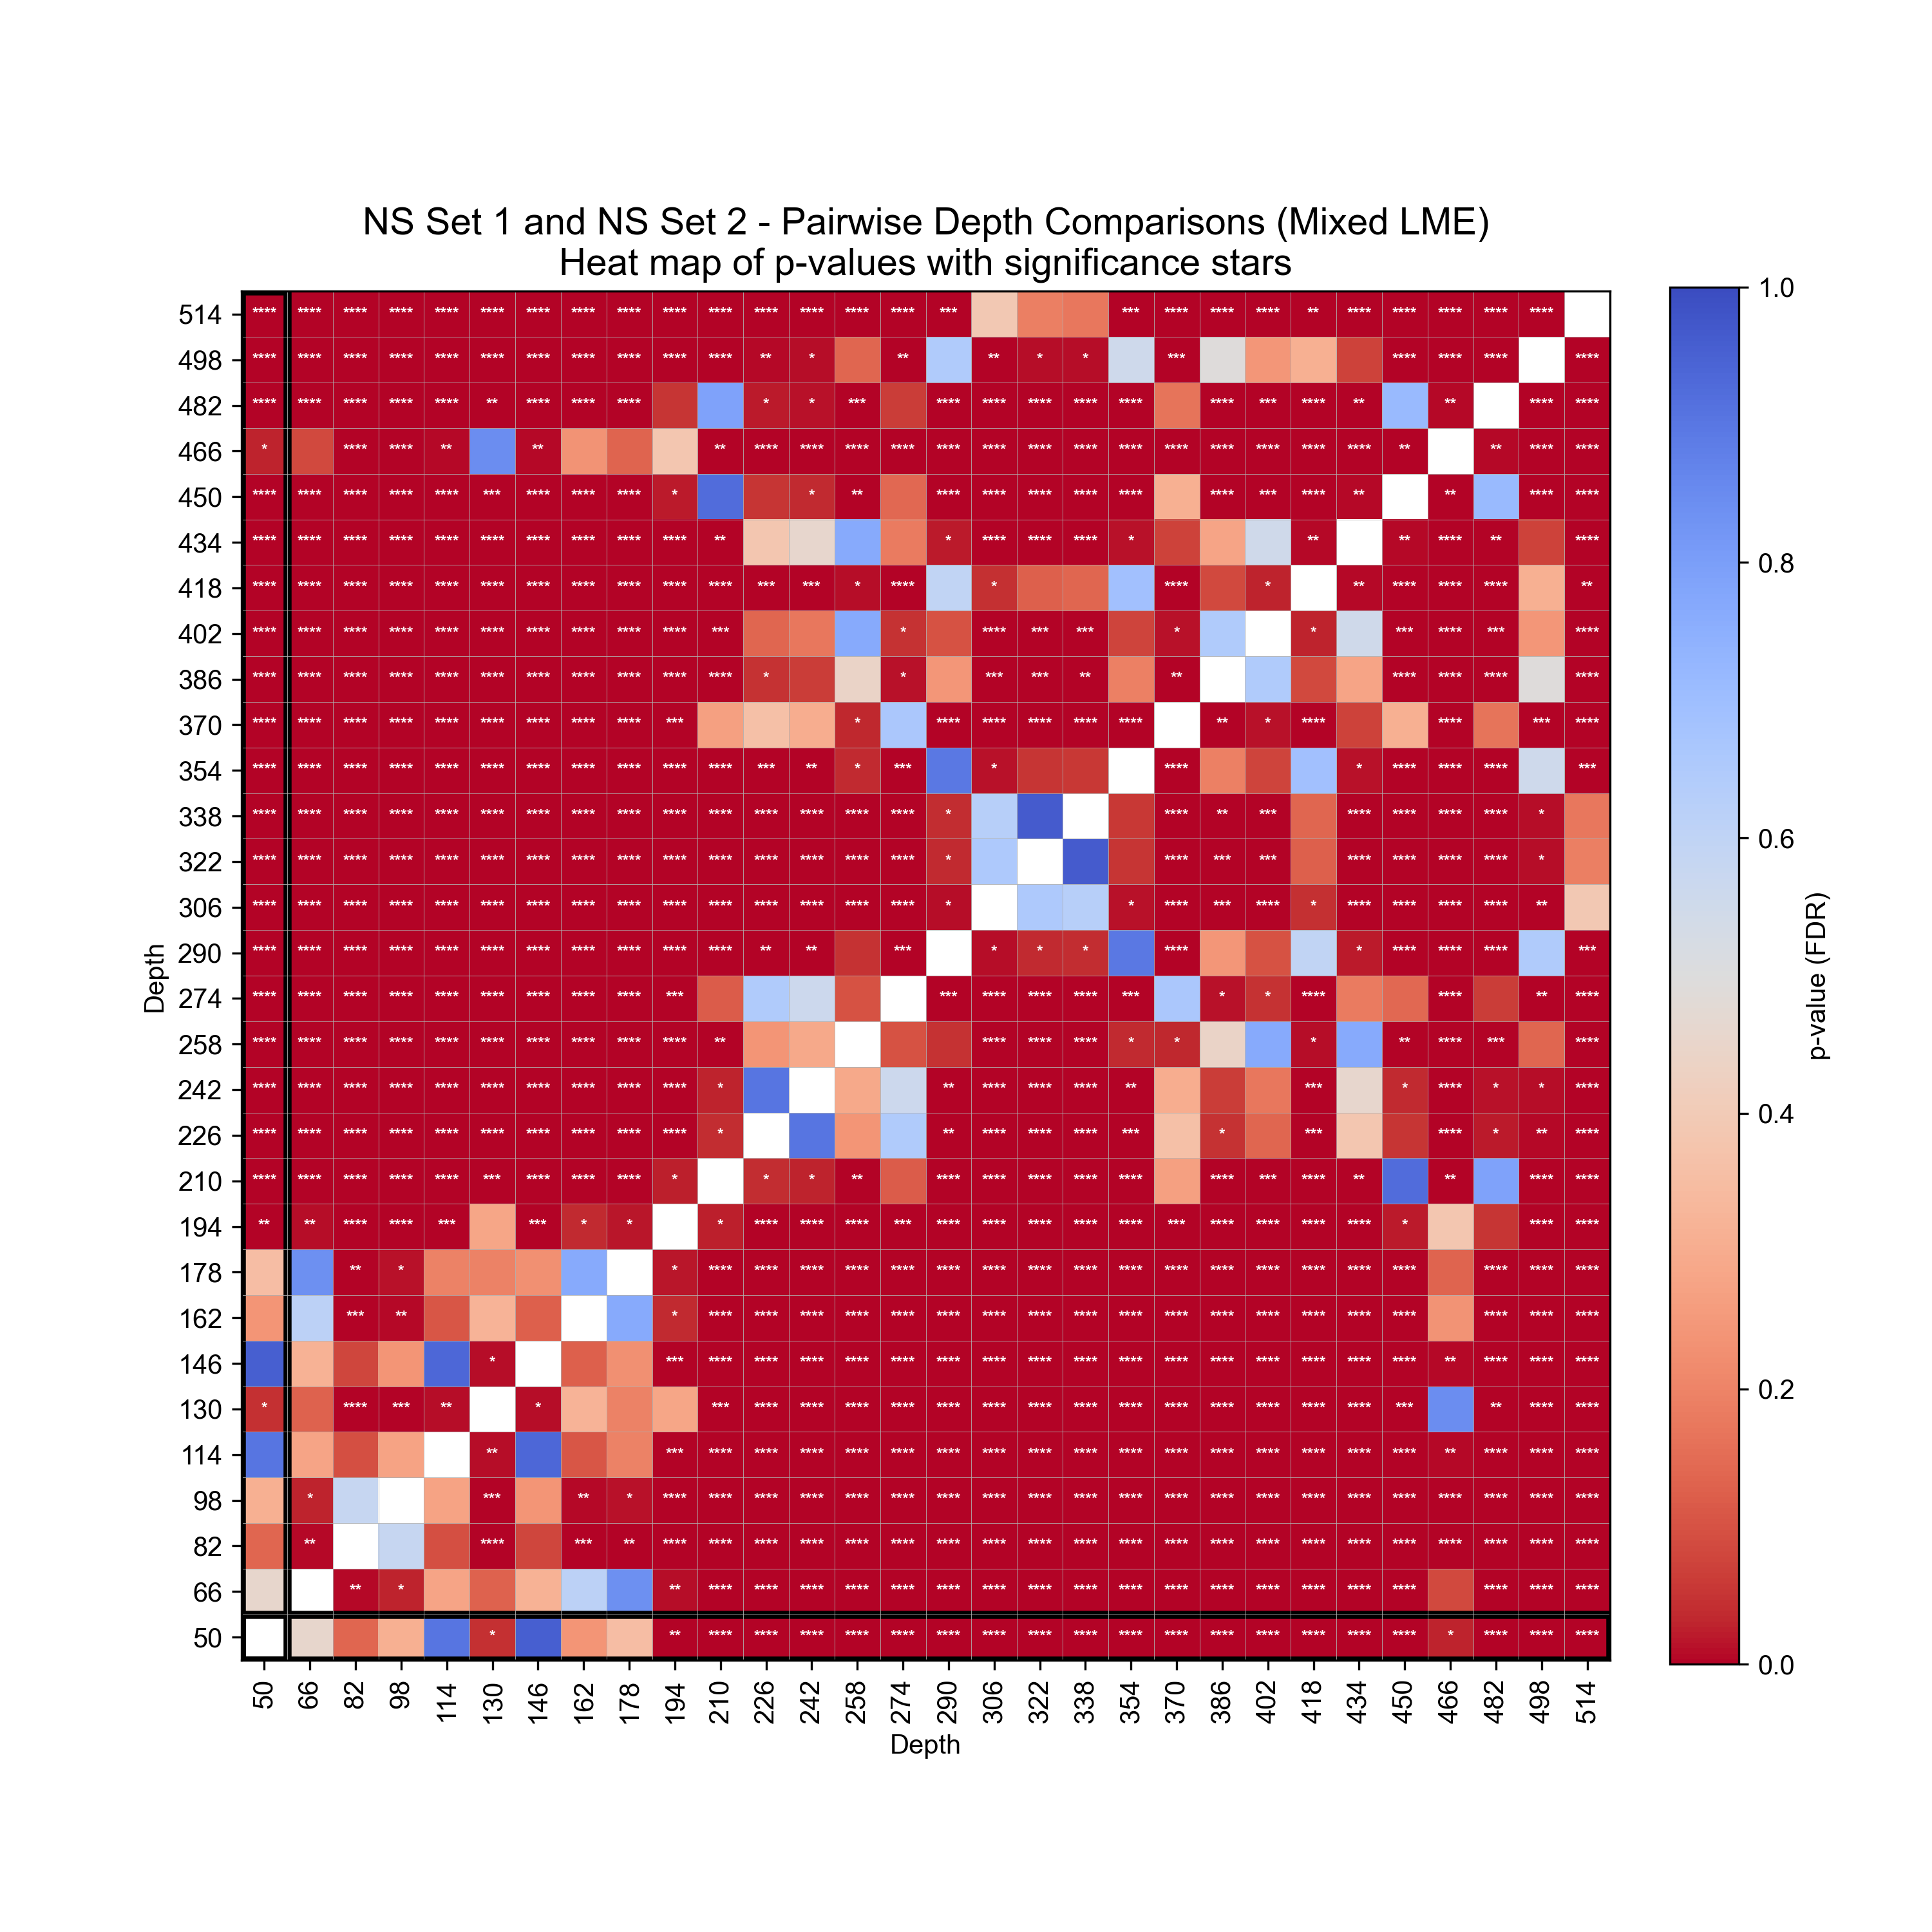 NS Set 1 and NS Set 2 - Pairwise Depth Comparisons (Mixed LME)
Heat map of p-values with significance stars
514 **** **** **** **** **** **** **** **** **** **** **** **** **** **** **** *** *** **** **** **** ** **** **** **** **** ****
498 **** **** **** **** **** **** **** **** **** **** **** ** * ** ** * * *** **** **** **** ****
482 **** **** **** **** **** ** **** **** **** * * *** **** **** **** **** **** **** *** **** ** ** **** ****
466 * **** **** ** ** ** **** **** **** **** **** **** **** **** **** **** **** **** **** **** ** ** **** ****
450 **** **** **** **** **** *** **** **** **** * * ** **** **** **** **** **** **** *** **** ** ** **** ****
434 **** **** **** **** **** **** **** **** **** **** ** * **** **** **** * ** ** **** ** ****
418 **** **** **** **** **** **** **** **** **** **** **** *** *** * **** * **** * ** **** **** **** **
402 **** **** **** **** **** **** **** **** **** **** *** * **** *** *** * * *** **** *** ****
386 **** **** **** **** **** **** **** **** **** **** **** * * *** *** ** ** **** **** **** ****
370 **** **** **** **** **** **** **** **** **** *** * **** **** **** **** **** ** * **** **** *** ****
354 **** **** **** **** **** **** **** **** **** **** **** *** ** * *** * **** * **** **** **** ***
338 **** **** **** **** **** **** **** **** **** **** **** **** **** **** **** * **** ** *** **** **** **** **** *
322 **** **** **** **** **** **** **** **** **** **** **** **** **** **** **** * **** *** *** **** **** **** **** *
306 **** **** **** **** **** **** **** **** **** **** **** **** **** **** **** * * **** *** **** * **** **** **** **** **
290 **** **** **** **** **** **** **** **** **** **** **** ** ** *** * * * **** * **** **** **** ***
274 **** **** **** **** **** **** **** **** **** *** *** **** **** **** *** * * **** **** ** ****
258 **** **** **** **** **** **** **** **** **** **** ** **** **** **** * * * ** **** *** ****
242 **** **** **** **** **** **** **** **** **** **** * ** **** **** **** ** *** * **** * * ****
226 **** **** **** **** **** **** **** **** **** **** * ** **** **** **** *** * *** **** * ** ****
210 **** **** **** **** **** *** **** **** **** * * * ** **** **** **** **** **** **** *** **** ** ** **** ****
194 ** ** **** **** *** *** * * * **** **** **** *** **** **** **** **** **** *** **** **** **** **** * **** ****
178 ** * * **** **** **** **** **** **** **** **** **** **** **** **** **** **** **** **** **** **** ****
162 *** ** * **** **** **** **** **** **** **** **** **** **** **** **** **** **** **** **** **** **** ****
146 * *** **** **** **** **** **** **** **** **** **** **** **** **** **** **** **** **** ** **** **** ****
130 * **** *** ** * *** **** **** **** **** **** **** **** **** **** **** **** **** **** **** *** ** **** ****
114 ** *** **** **** **** **** **** **** **** **** **** **** **** **** **** **** **** **** ** **** **** ****
98 * *** ** * **** **** **** **** **** **** **** **** **** **** **** **** **** **** **** **** **** **** **** **** ****
82 ** **** *** ** **** **** **** **** **** **** **** **** **** **** **** **** **** **** **** **** **** **** **** **** ****
66 ** * ** **** **** **** **** **** **** **** **** **** **** **** **** **** **** **** **** **** **** ****
50 * ** **** **** **** **** **** **** **** **** **** **** **** **** **** **** **** **** **** * **** **** ****
50 66 82 98 114 130 146 162 178 194 210 226 242 258 274 290 306 322 338 354 370 386 402 418 434 450 466 482 498 514
Depth
Depth
1.0
0.8
0.6
0.4
0.2
0.0
p-value (FDR)